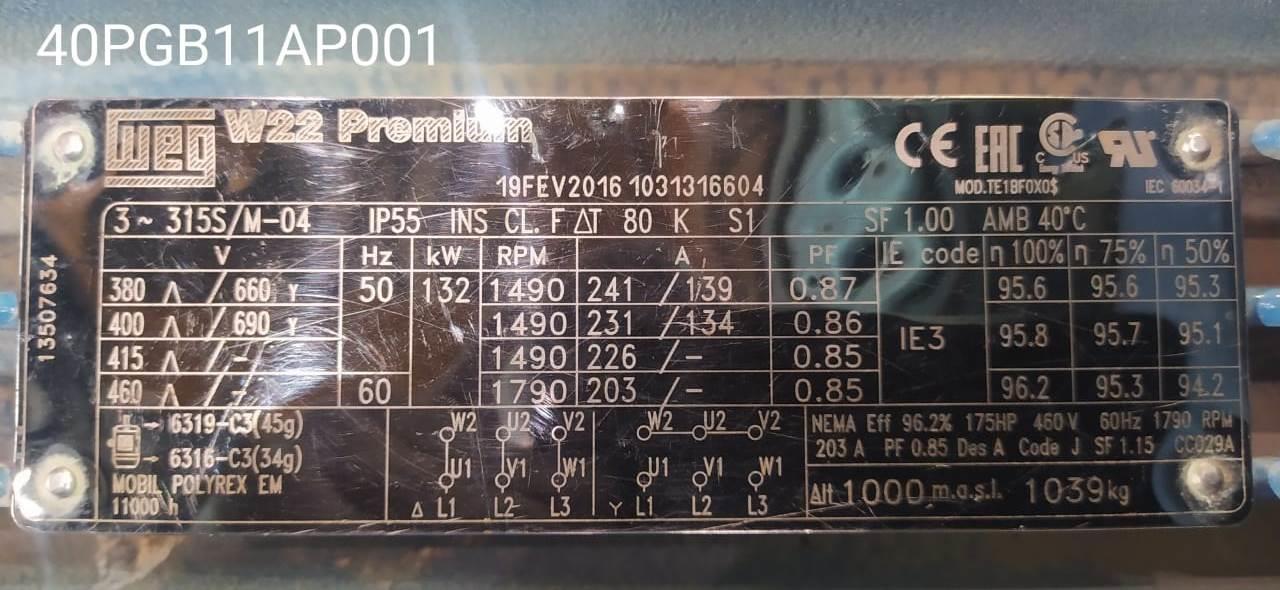 40PGB11AP001
WEG W22 Premium
CE EAC C US
19FEV2016 1031316604
MOD.TE1BF0X0$ IEC 60034-1
13507634
3~ 315S/M-04 IP55 INS CL. F ΔT 80 K S1 SF 1.00 AMB 40°C
V Hz kW RPM A PF IE code η 100% η 75% η 50%
380 Δ / 660 Y 50 132 1490 241 / 139 0.87 95.6 95.6 95.3
400 Δ / 690 Y 1490 231 / 134 0.86 IE3 95.8 95.7 95.1
415 Δ / - 1490 226 / - 0.85
460 Δ - 60 1790 203 / - 0.85 96.2 95.3 94.2
6319-C3(45g)
6316-C3(34g)
MOBIL POLYREX EM
11000 h
W2 U2 V2
U1 V1 W1
Δ L1 L2 L3
W2 U2 V2
U1 V1 W1
Y L1 L2 L3
NEMA Eff 96.2% 175HP 460V 60Hz 1790 RPM
203 A PF 0.85 Des A Code J SF 1.15 CC029A
Alt 1000 m.a.s.l. 1039kg